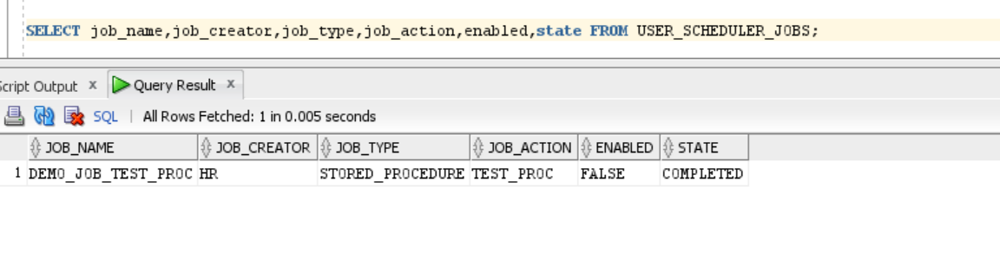 SELECT job_name,job_creator,job_type,job_action,enabled,state FROM USER_SCHEDULER_JOBS;
Script Output x Query Result x
SQL | All Rows Fetched: 1 in 0.005 seconds
JOB_NAME JOB_CREATOR JOB_TYPE JOB_ACTION ENABLED STATE
1 DEMO_JOB_TEST_PROC HR STORED_PROCEDURE TEST_PROC FALSE COMPLETED